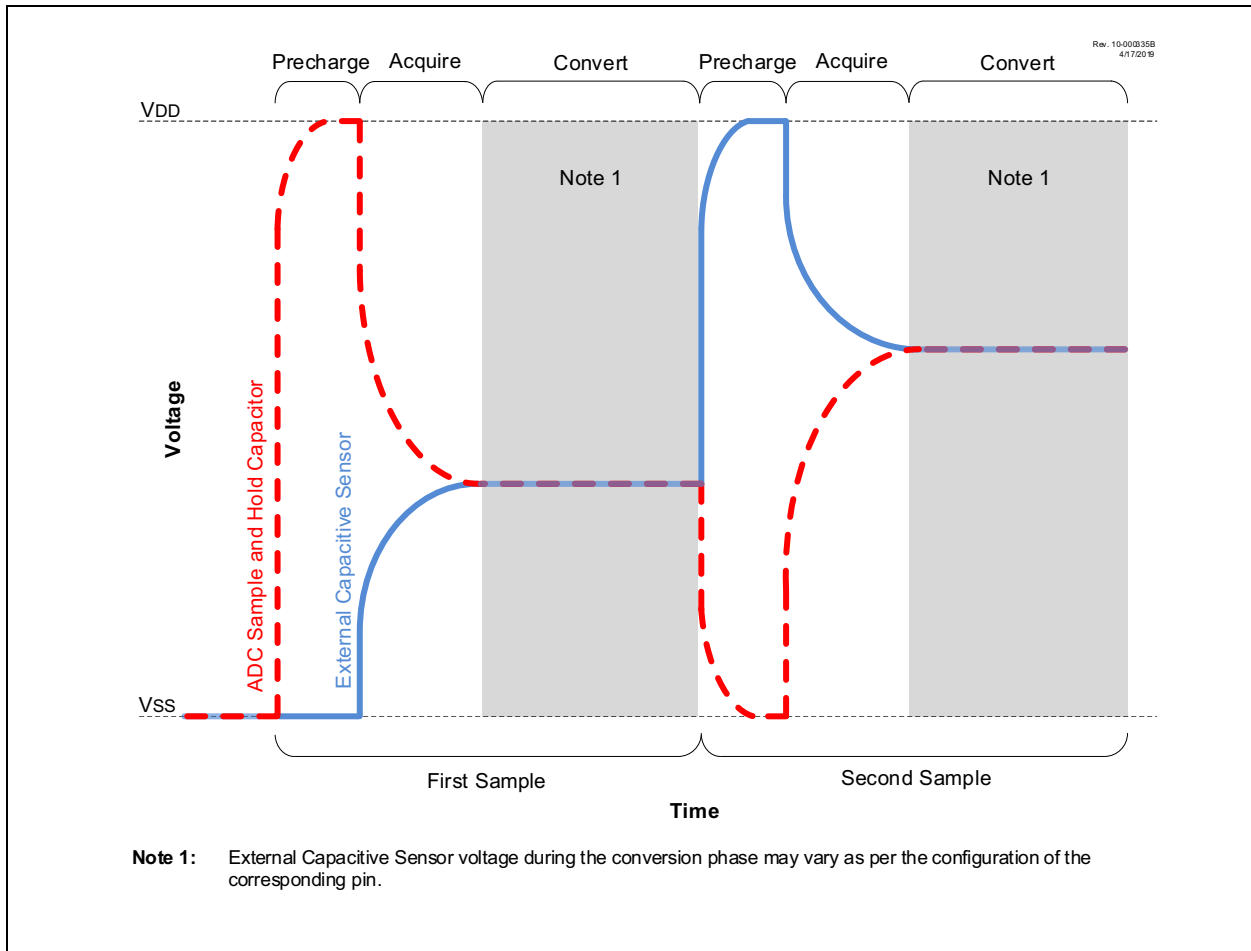 Rev. 10-000335B
4/17/2019
Precharge Acquire Convert Precharge Acquire Convert
VDD
Note 1 Note 1
Voltage
ADC Sample and Hold Capacitor
External Capacitive Sensor
VSS
First Sample Second Sample
Time
Note 1: External Capacitive Sensor voltage during the conversion phase may vary as per the configuration of the
corresponding pin.